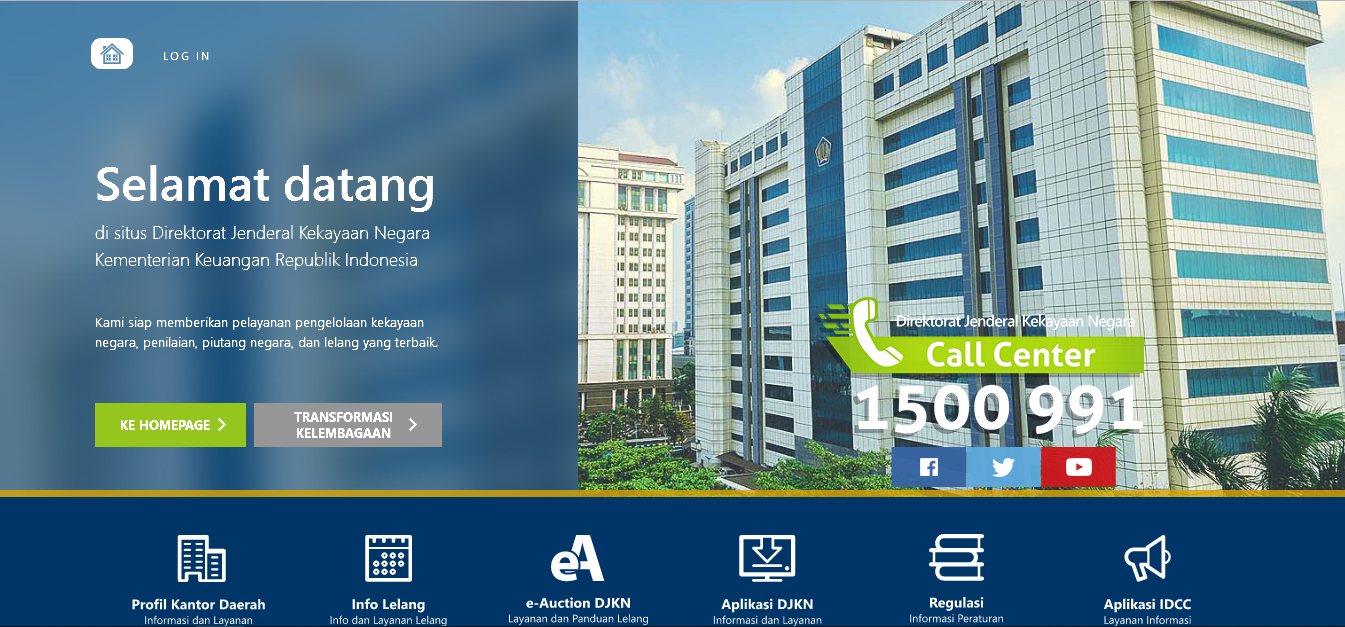 LOG IN
Selamat datang
di situs Direktorat Jenderal Kekayaan Negara
Kementerian Keuangan Republik Indonesia
Kami siap memberikan pelayanan pengelolaan kekayaan
negara, penilaian, piutang negara, dan lelang yang terbaik.
KE HOMEPAGE
TRANSFORMASI
KELEMBAGAAN
Direktorat Jenderal Kekayaan Negara
Call Center
1500 991
eA
Profil Kantor Daerah
Informasi dan Layanan
Info Lelang
Info dan Layanan Lelang
e-Auction DJKN
Layanan dan Panduan Lelang
Aplikasi DJKN
Informasi dan Layanan
Regulasi
Informasi Peraturan
Aplikasi IDCC
Layanan Informasi